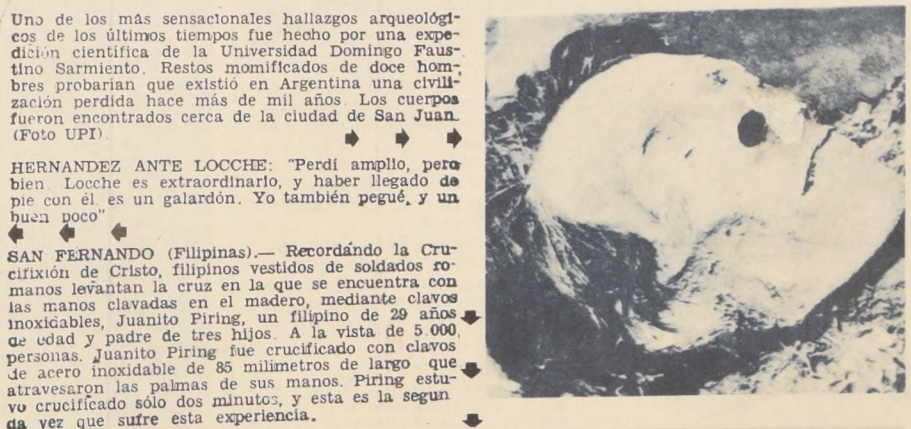 Uno de los más sensacionales hallazgos arqueológi-
cos de los últimos tiempos fue hecho por una expe-
dición científica de la Universidad Domingo Faus-
tino Sarmiento. Restos momificados de doce hom-
bres probarían que existió en Argentina una civili-
zación perdida hace más de mil años. Los cuerpos
fueron encontrados cerca de la ciudad de San Juan.
(Foto UPI).
HERNANDEZ ANTE LOCCHE: "Perdí amplio, pero
bien. Locche es extraordinario, y haber llegado de
pie con él es un galardón. Yo también pegué, y un
buen poco"
SAN FERNANDO (Filipinas).— Recordando la Cru-
cifixión de Cristo, filipinos vestidos de soldados ro-
manos levantan la cruz en la que se encuentra con
las manos clavadas en el madero, mediante clavos
inoxidables, Juanito Piring, un filipino de 29 años
de edad y padre de tres hijos. A la vista de 5.000
personas, Juanito Piring fue crucificado con clavos
de acero inoxidable de 85 milímetros de largo que
atravesaron las palmas de sus manos. Piring estu-
vo crucificado sólo dos minutos, y esta es la segun
da vez que sufre esta experiencia.